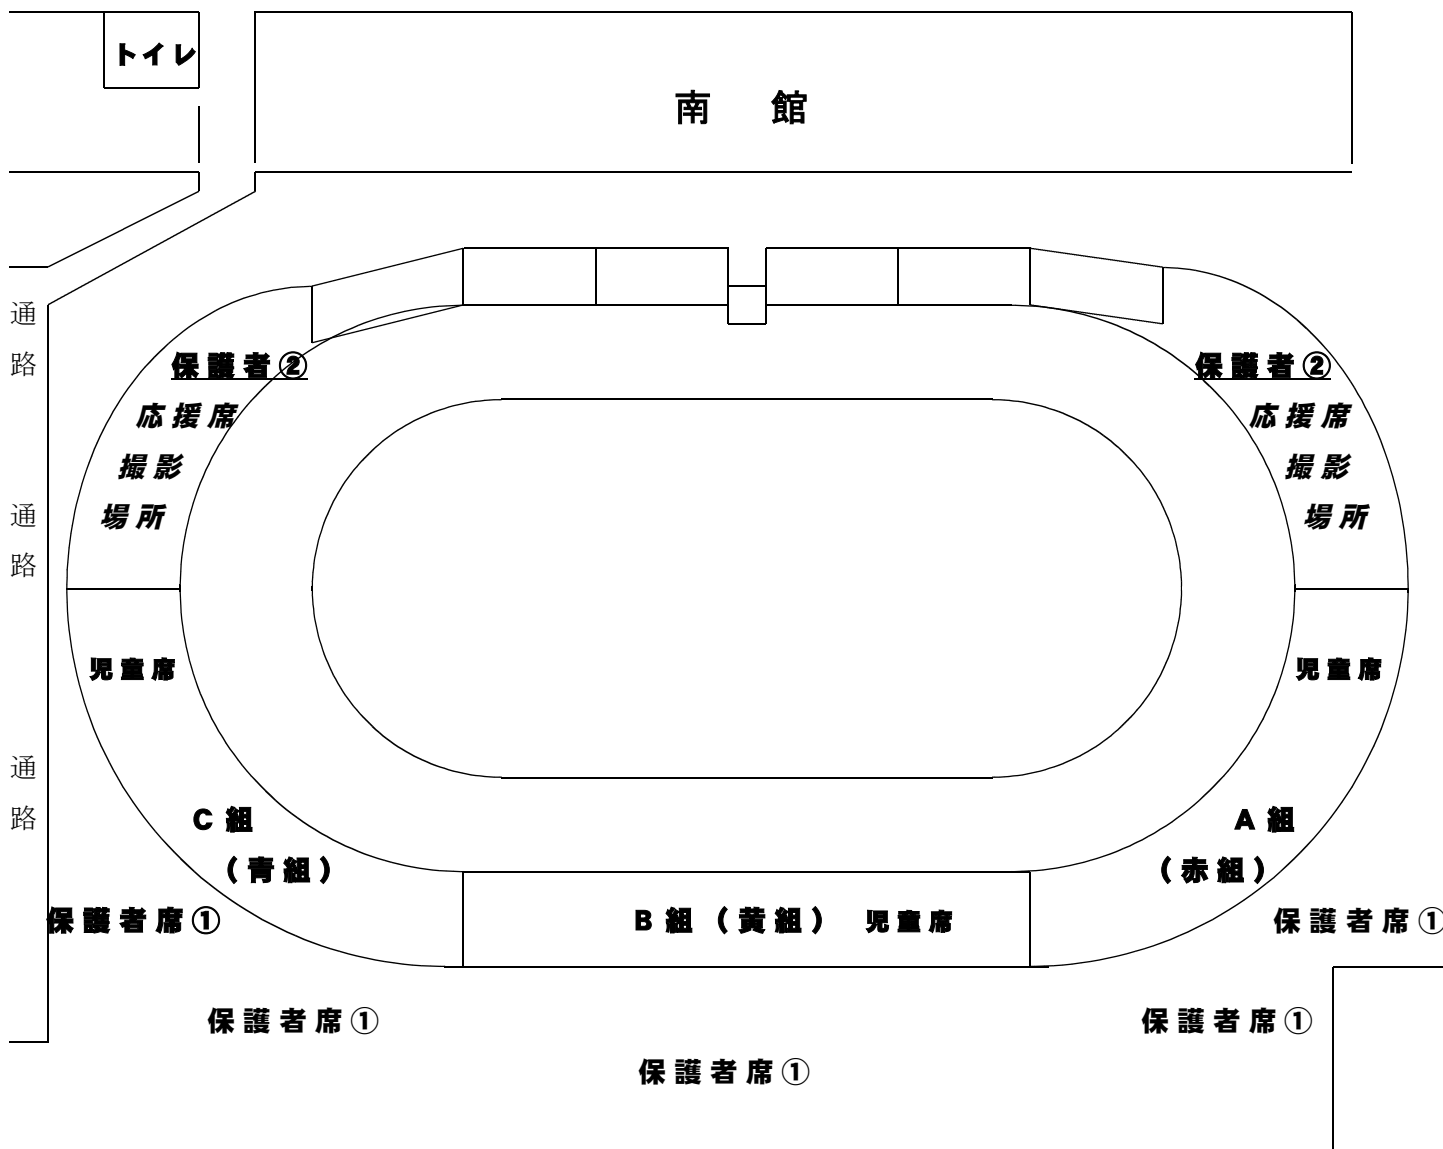 トイレ
南 館
通
路
保護者②
保護者②
応援席
応援席
撮影
撮影
場所
場所
通
路
児童席
児童席
通
路
C 組
A 組
(青組)
(赤組)
保護者席①
B 組 (黄組) 児童席
保護者席①
保護者席①
保護者席①
保護者席①